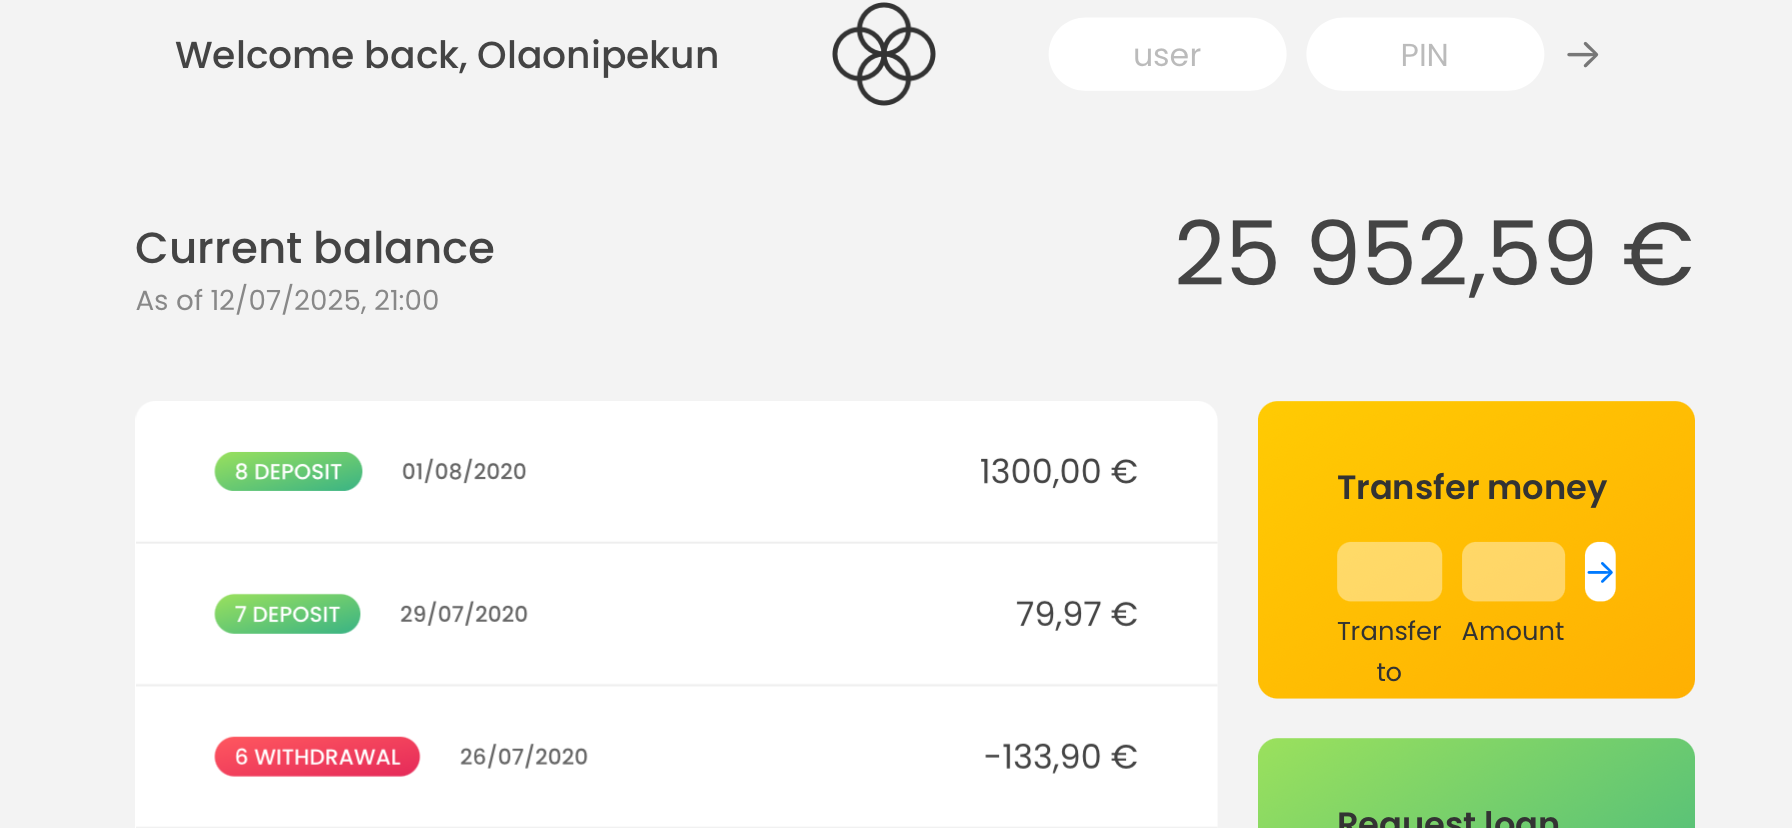 Welcome back, Olaonipekun
user
PIN
Current balance
As of 12/07/2025, 21:00
25 952,59 €
8 DEPOSIT
01/08/2020
1300,00 €
7 DEPOSIT
29/07/2020
79,97 €
6 WITHDRAWAL
26/07/2020
-133,90 €
Transfer money
Transfer
to
Amount
Request loan